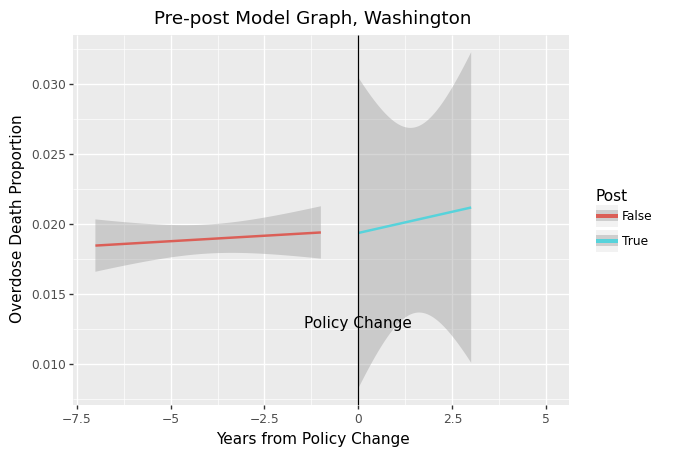 Pre-post Model Graph, Washington
Overdose Death Proportion
0.030
0.025
0.020
0.015
0.010
Policy Change
−7.5
−5
−2.5
0
2.5
5
Years from Policy Change
Post
False
True